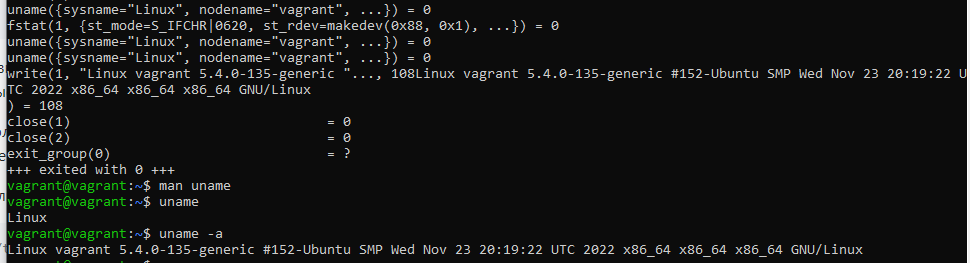 uname({sysname="Linux", nodename="vagrant", ...}) = 0
fstat(1, {st_mode=S_IFCHR|0620, st_rdev=makedev(0x88, 0x1), ...}) = 0
uname({sysname="Linux", nodename="vagrant", ...}) = 0
uname({sysname="Linux", nodename="vagrant", ...}) = 0
write(1, "Linux vagrant 5.4.0-135-generic "..., 108Linux vagrant 5.4.0-135-generic #152-Ubuntu SMP Wed Nov 23 20:19:22 U
TC 2022 x86_64 x86_64 x86_64 GNU/Linux
) = 108
close(1)                                = 0
close(2)                                = 0
exit_group(0)                           = ?
+++ exited with 0 +++
vagrant@vagrant:~$ man uname
vagrant@vagrant:~$ uname
Linux
vagrant@vagrant:~$ uname -a
Linux vagrant 5.4.0-135-generic #152-Ubuntu SMP Wed Nov 23 20:19:22 UTC 2022 x86_64 x86_64 x86_64 GNU/Linux